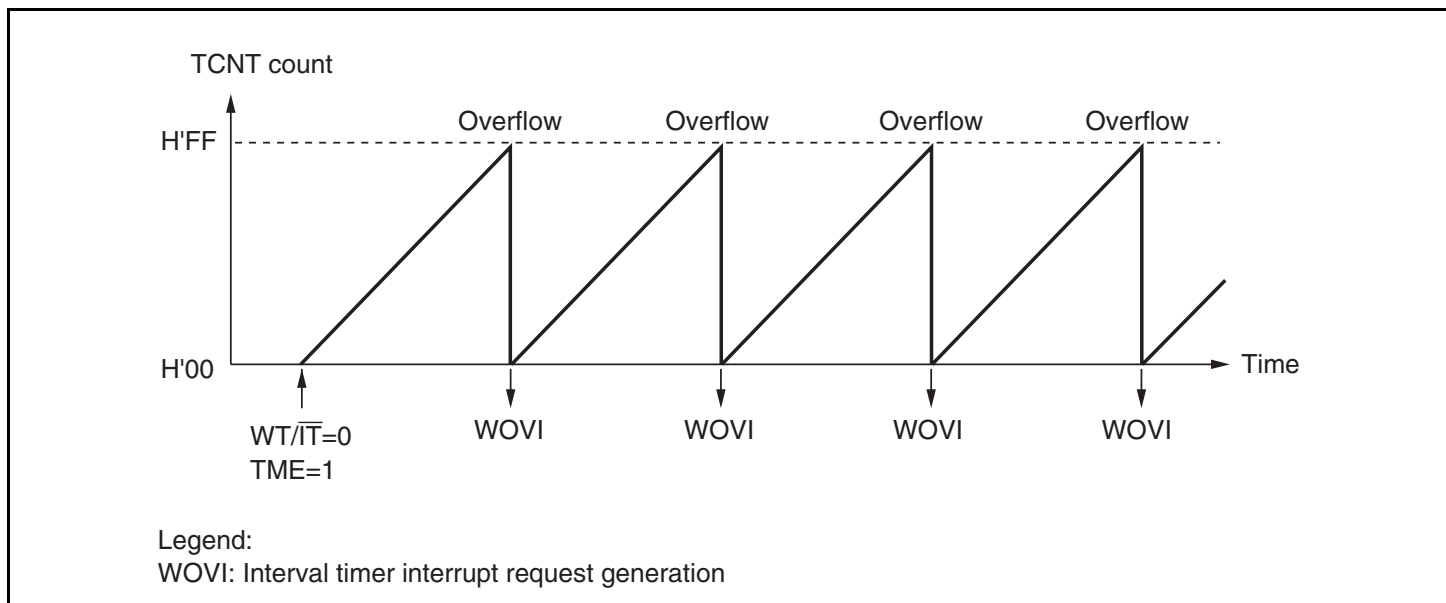 TCNT count
Overflow Overflow Overflow Overflow
H'FF
H'00
Time
WT/I̅T̅=0
TME=1
WOVI WOVI WOVI WOVI
Legend:
WOVI: Interval timer interrupt request generation